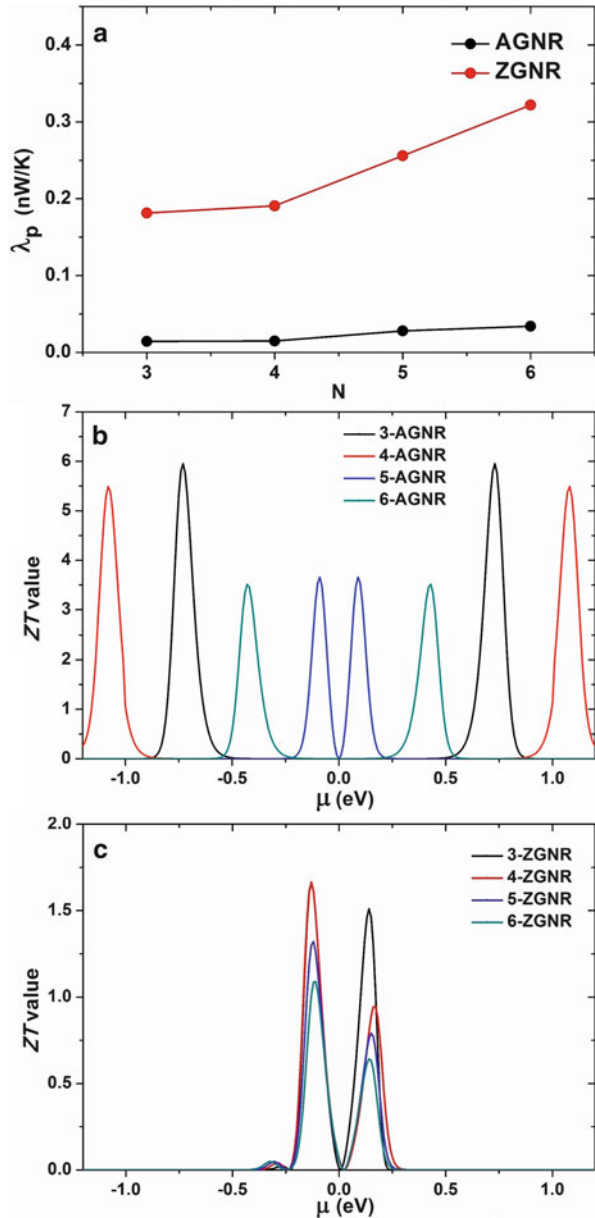 a
AGNR
ZGNR
0.4
0.3
0.2
0.1
0.0
λp (nW/K)
3 4 5 6
N
b
3-AGNR
4-AGNR
5-AGNR
6-AGNR
7
6
5
4
3
2
1
0
ZT value
-1.0 -0.5 0.0 0.5 1.0
μ (eV)
c
3-ZGNR
4-ZGNR
5-ZGNR
6-ZGNR
2.0
1.5
1.0
0.5
0.0
ZT value
-1.0 -0.5 0.0 0.5 1.0
μ (eV)